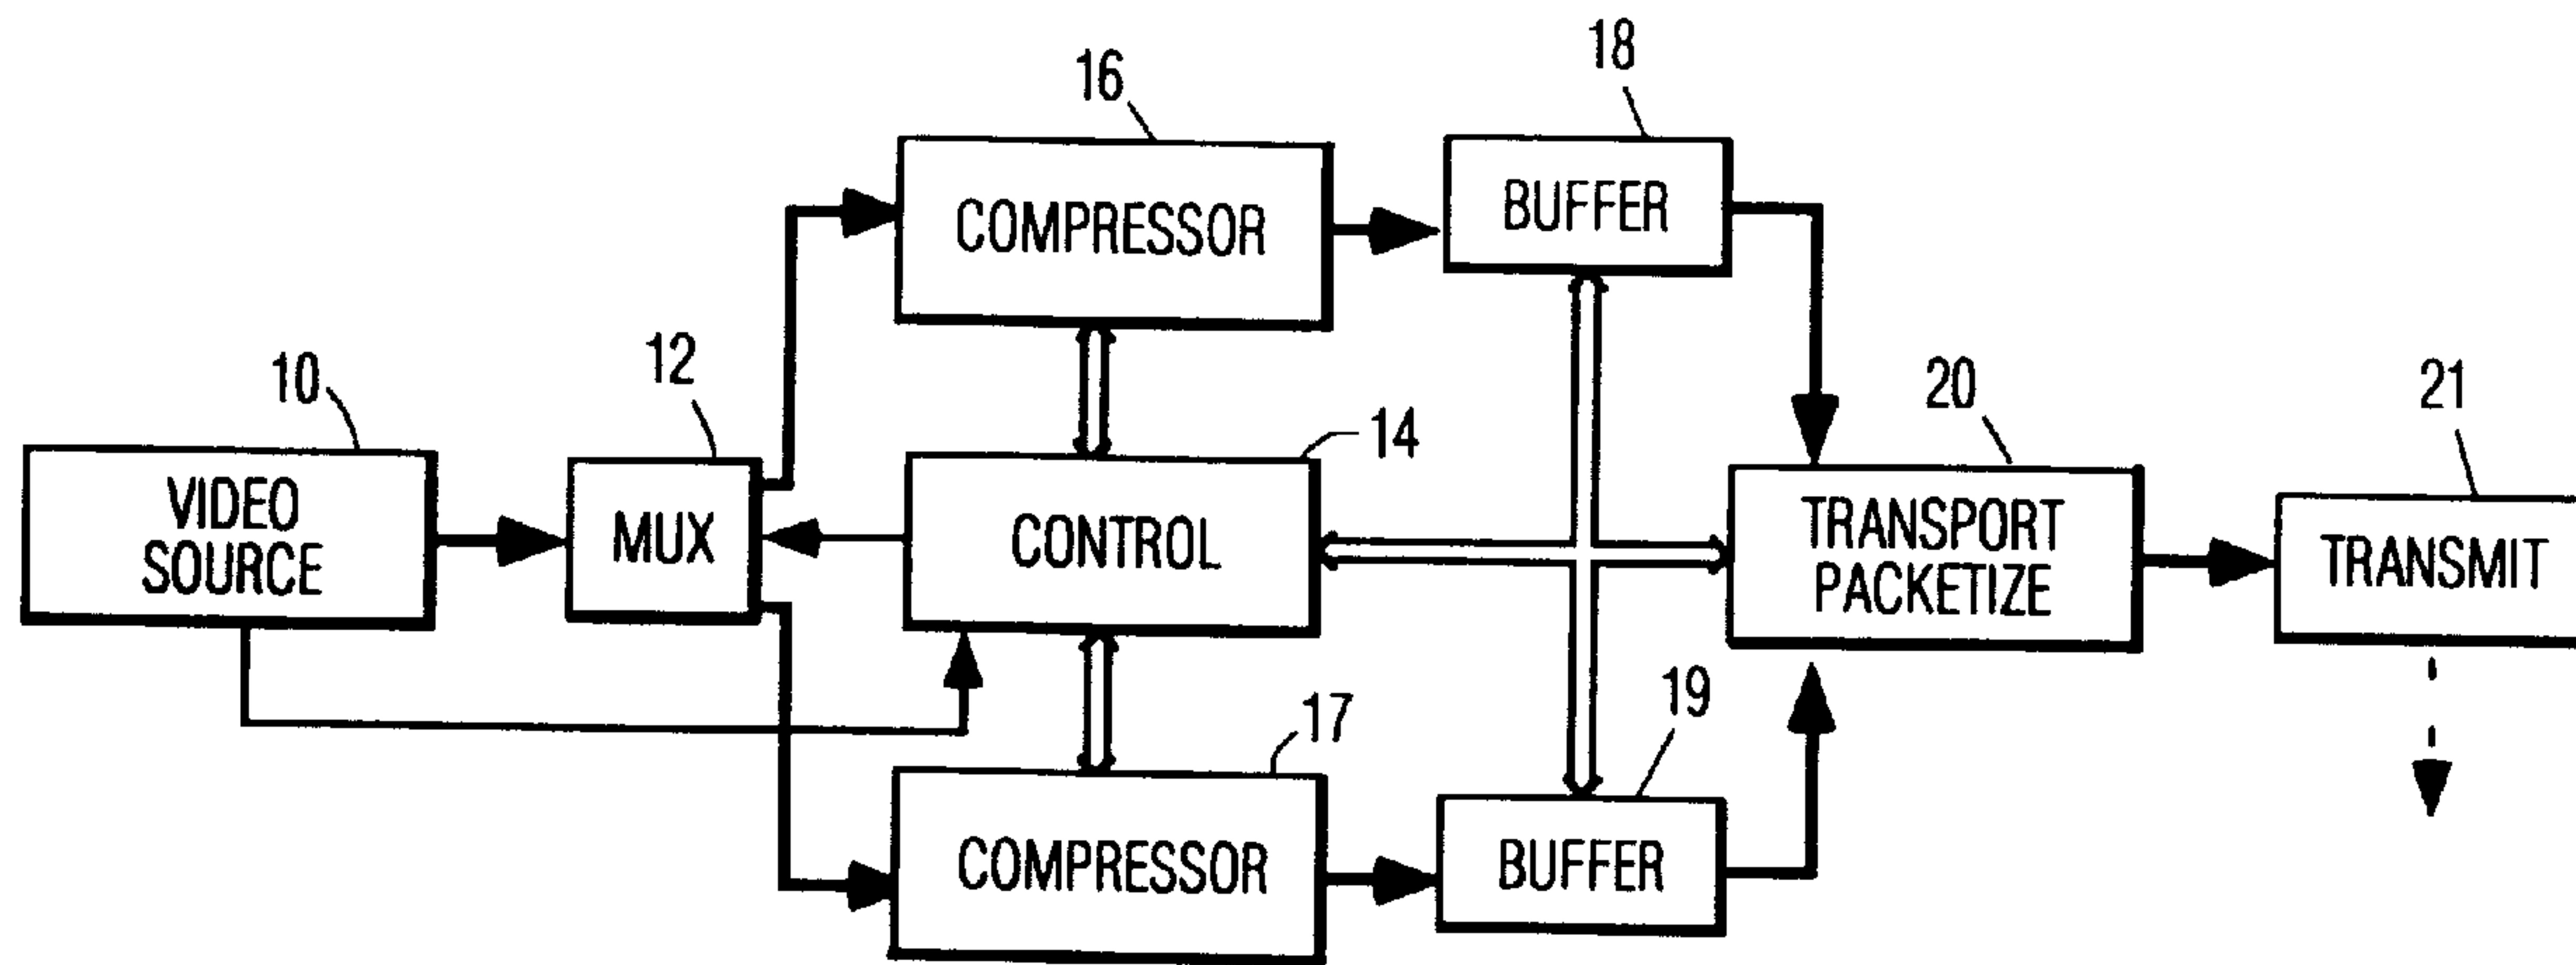 18
16
BUFFER
COMPRESSOR
12
10
14
20
21
VIDEO
SOURCE
MUX
CONTROL
TRANSPORT
PACKETIZE
TRANSMIT
17
19
COMPRESSOR
BUFFER